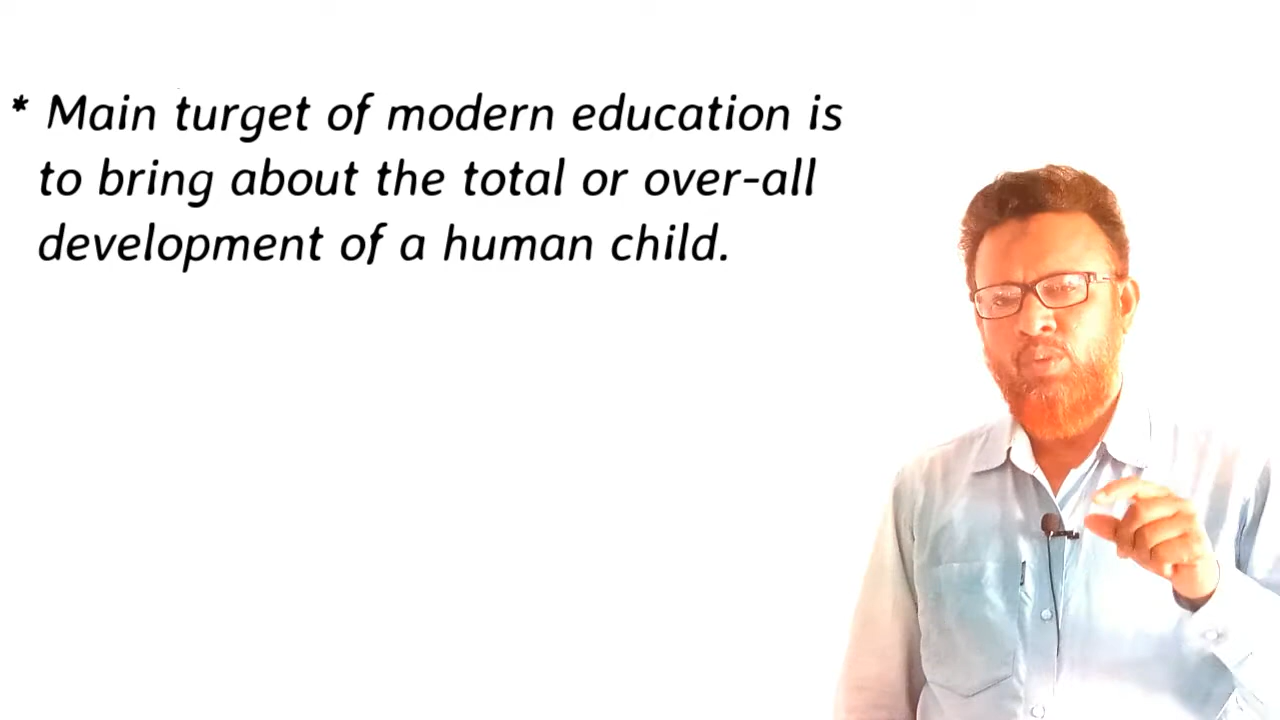 * Main turget of modern education is
to bring about the total or over-all
development of a human child.